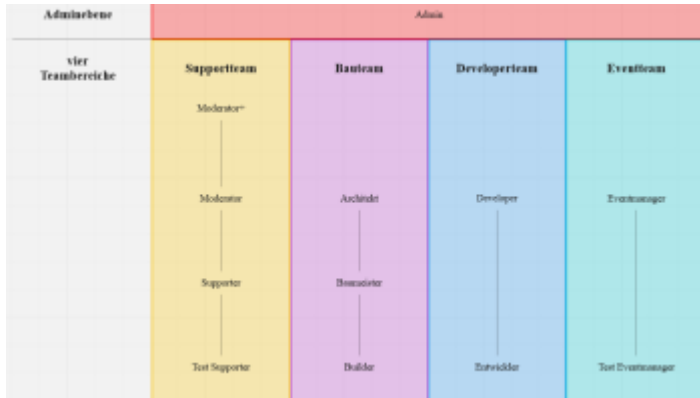 Adminebene
Admin
vier
Teambereiche
Supportteam
Bauteam
Developerteam
Eventteam
Moderator+
Moderator
Architekt
Developer
Eventmanager
Supporter
Baumeister
Test Supporter
Builder
Entwickler
Test Eventmanager